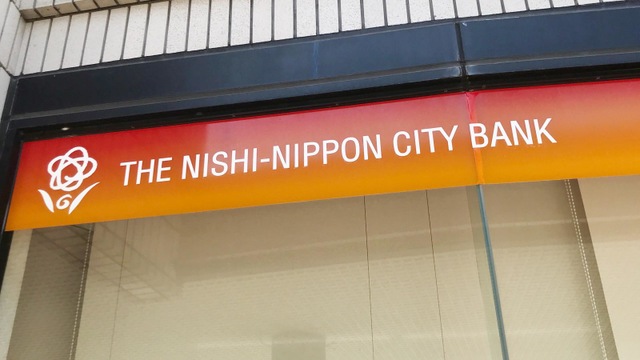 THE NISHI-NIPPON CITY BANK